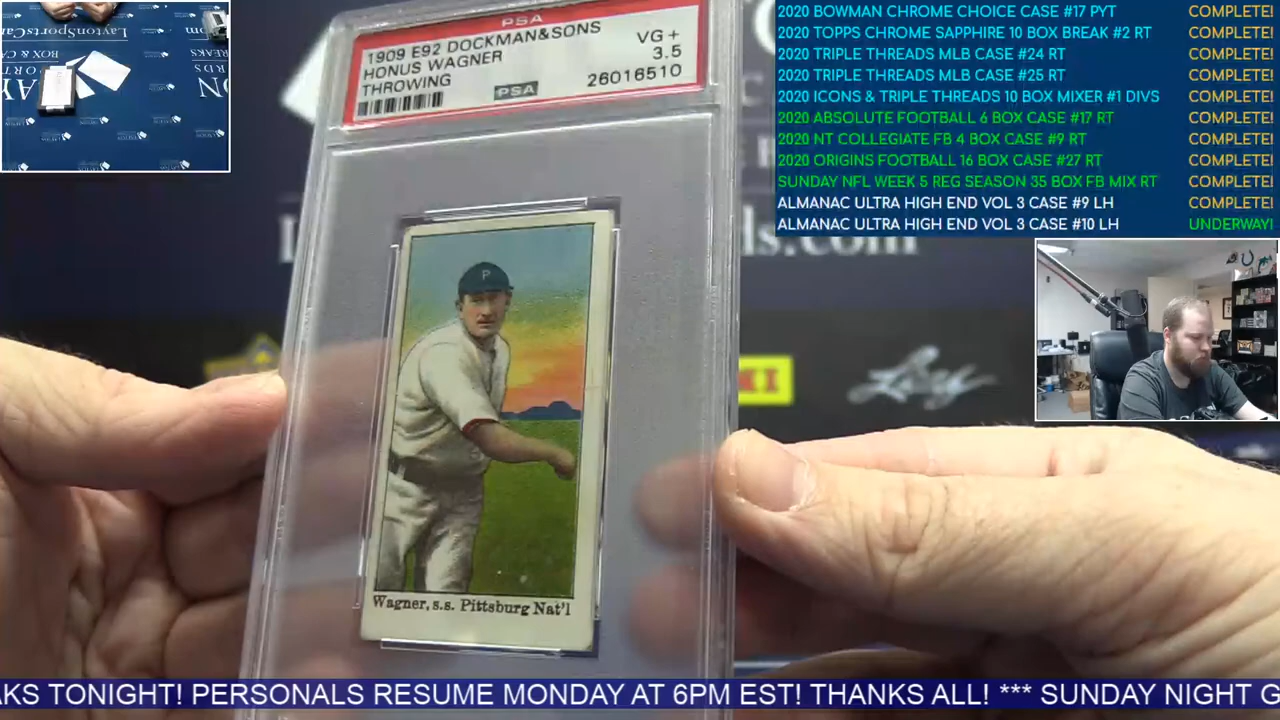 PSA
1909 E92 DOCKMAN&SONS
HONUS WAGNER
THROWING
VG+
3.5
PSA
26016510
P
Wagner, s.s. Pittsburg Nat'l
2020 BOWMAN CHROME CHOICE CASE #17 PYT COMPLETE!
2020 TOPPS CHROME SAPPHIRE 10 BOX BREAK #2 RT COMPLETE!
2020 TRIPLE THREADS MLB CASE #24 RT COMPLETE!
2020 TRIPLE THREADS MLB CASE #25 RT COMPLETE!
2020 ICONS & TRIPLE THREADS 10 BOX MIXER #1 DIVS COMPLETE!
2020 ABSOLUTE FOOTBALL 6 BOX CASE #17 RT COMPLETE!
2020 NT COLLEGIATE FB 4 BOX CASE #9 RT COMPLETE!
2020 ORIGINS FOOTBALL 16 BOX CASE #27 RT COMPLETE!
SUNDAY NFL WEEK 5 REG SEASON 35 BOX FB MIX RT COMPLETE!
ALMANAC ULTRA HIGH END VOL 3 CASE #9 LH COMPLETE!
ALMANAC ULTRA HIGH END VOL 3 CASE #10 LH UNDERWAY!
Leaf
AKS TONIGHT! PERSONALS RESUME MONDAY AT 6PM EST! THANKS ALL! *** SUNDAY NIGHT G